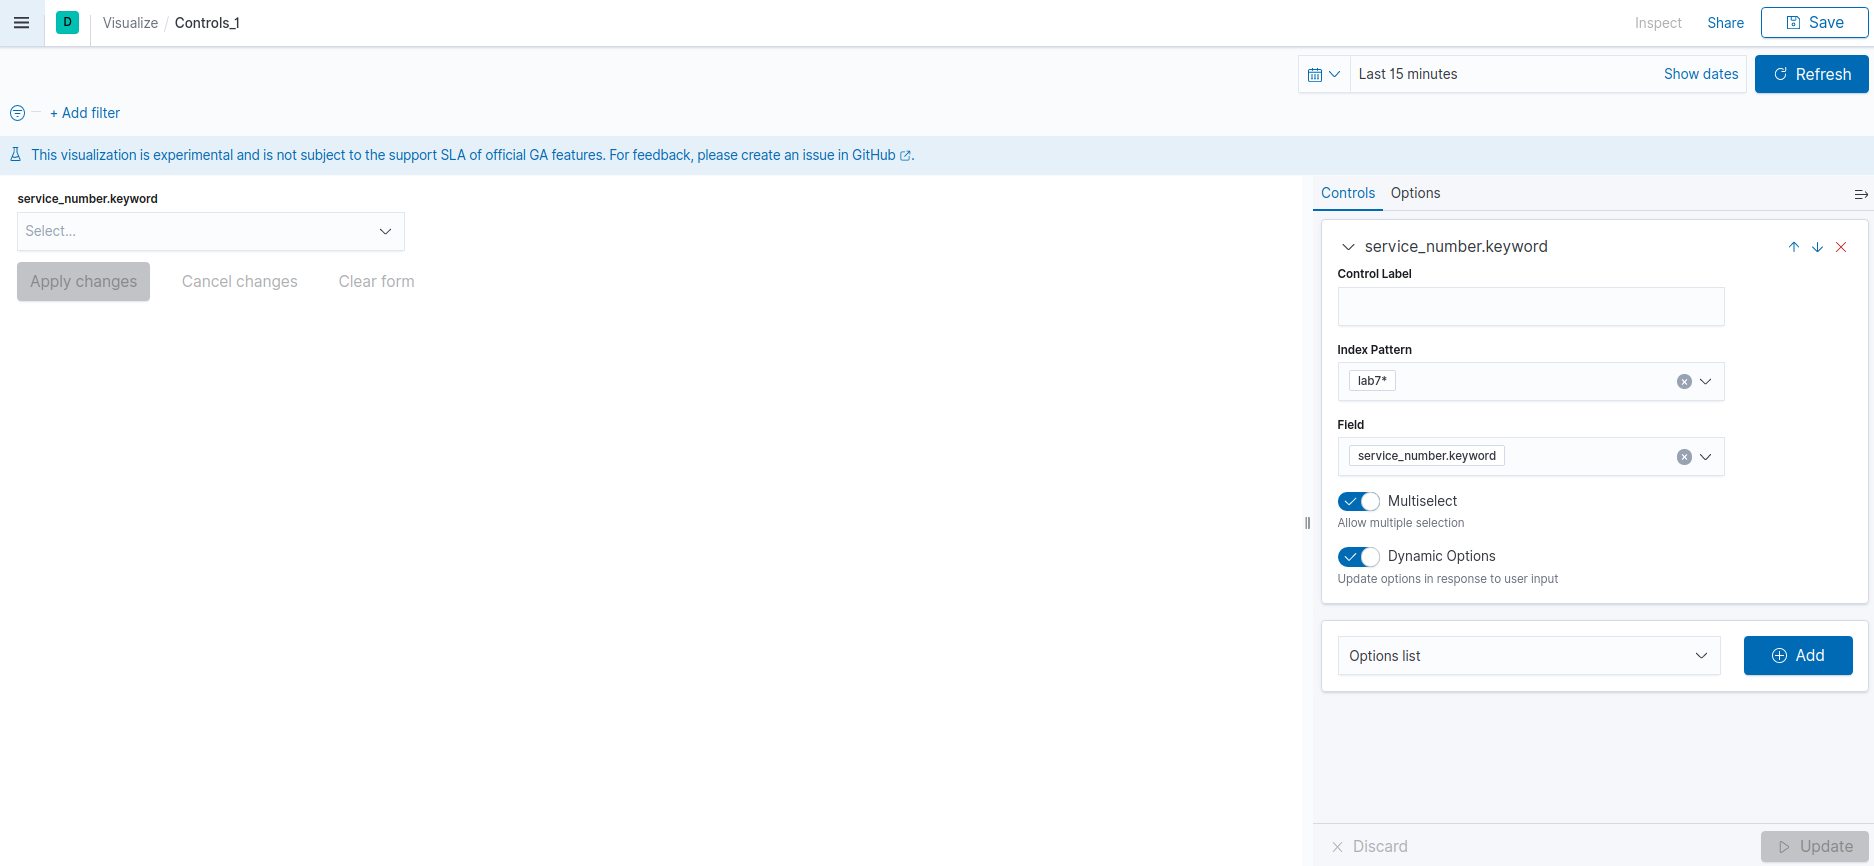 D Visualize / Controls_1 Inspect Share Save
Last 15 minutes Show dates Refresh
+ Add filter
This visualization is experimental and is not subject to the support SLA of official GA features. For feedback, please create an issue in GitHub .
service_number.keyword
Select...
Apply changes Cancel changes Clear form
Controls Options
service_number.keyword
Control Label
Index Pattern
lab7*
Field
service_number.keyword
Multiselect
Allow multiple selection
Dynamic Options
Update options in response to user input
Options list Add
Discard Update